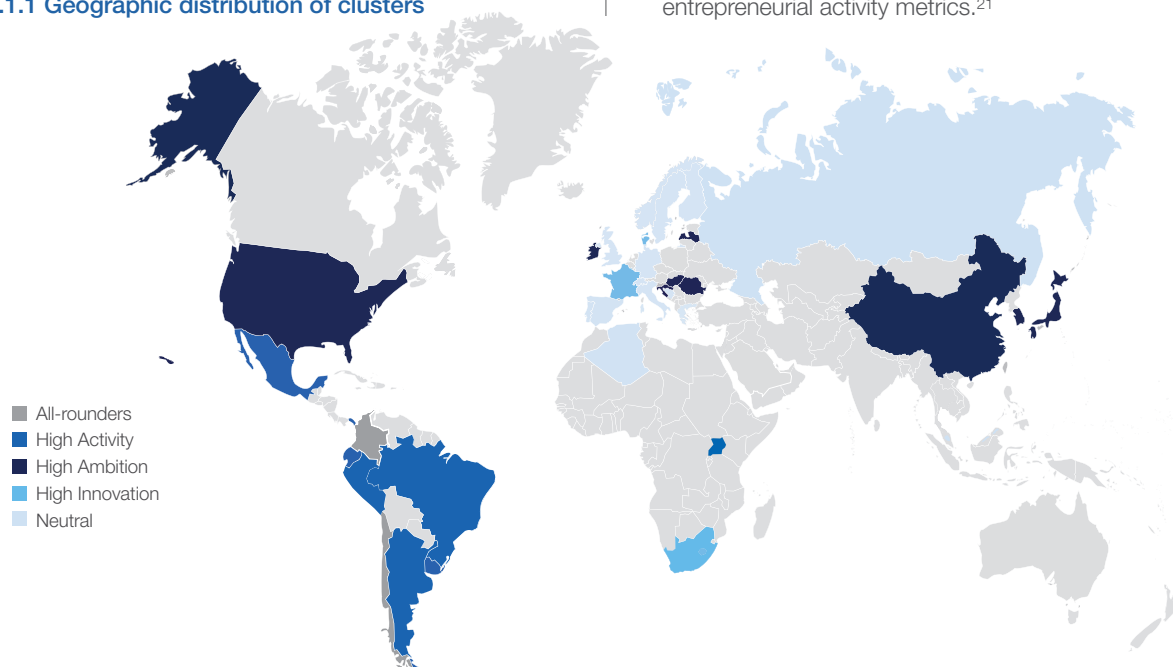 .1.1 Geographic distribution of clusters
entrepreneurial activity metrics.²¹
All-rounders
High Activity
High Ambition
High Innovation
Neutral